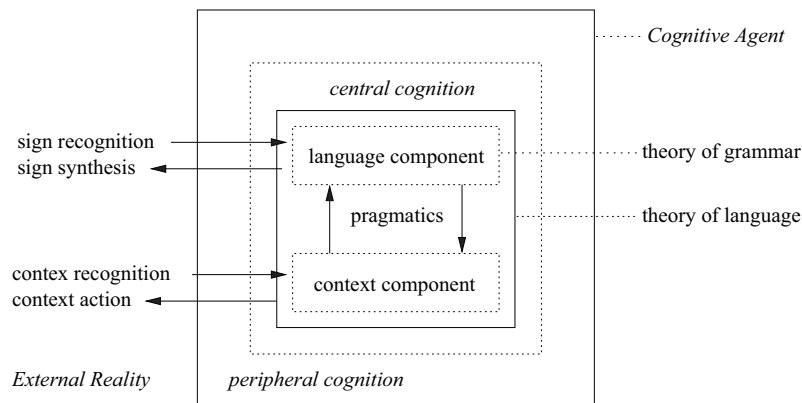 Cognitive Agent
central cognition
sign recognition
sign synthesis
language component
theory of grammar
pragmatics
theory of language
contex recognition
context action
context component
External Reality
peripheral cognition